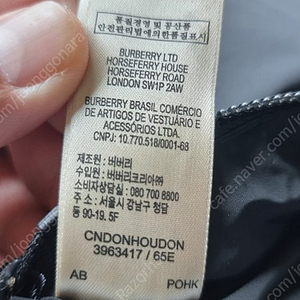 품질경영 및 공산품
안전관리법에 의한 품질표시
BURBERRY LTD
HORSEFERRY HOUSE
HORSEFERRY ROAD
LONDON SW1P 2AW
BURBERRY BRASIL COMÉRCIO
DE ARTIGOS DE VESTUÁRIO E
ACESSÓRIOS LTDA.
CNPJ: 10.770.518/0001-68
제조원: 버버리
수입원: 버버리코리아㈜
소비자상담실: 080 700 8800
주소: 서울시 강남구 청담
동 90-19. 5F
CNDONHOUDON
3963417 / 65E
AB POHK